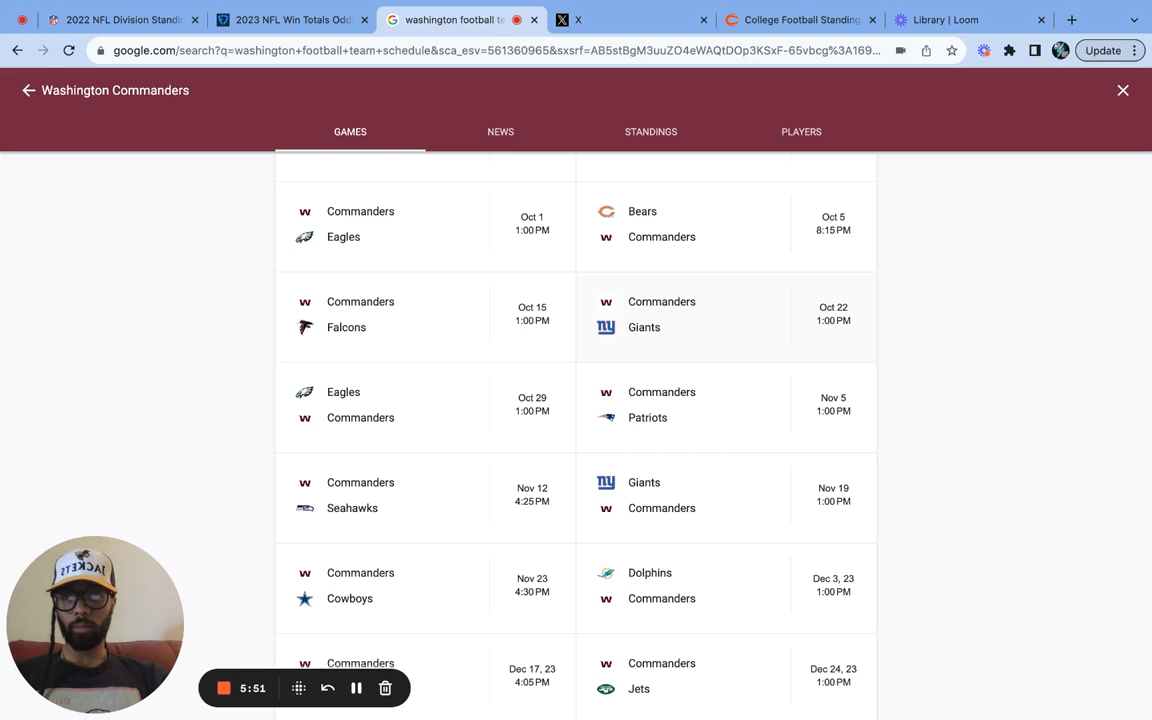 2022 NFL Division Standin
2023 NFL Win Totals Odd
washington football te
X
College Football Standing
Library | Loom
google.com/search?q=washington+football+team+schedule&sca_esv=561360965&sxsrf=AB5stBgM3uuZO4eWAQtDOp3KSxF-65vbcg%3A169...
Update
Washington Commanders
GAMES
NEWS
STANDINGS
PLAYERS
Commanders
Eagles
Oct 1
1:00 PM
Bears
Commanders
Oct 5
8:15 PM
Commanders
Falcons
Oct 15
1:00 PM
Commanders
Giants
Oct 22
1:00 PM
Eagles
Commanders
Oct 29
1:00 PM
Commanders
Patriots
Nov 5
1:00 PM
Commanders
Seahawks
Nov 12
4:25 PM
Giants
Commanders
Nov 19
1:00 PM
Commanders
Cowboys
Nov 23
4:30 PM
Dolphins
Commanders
Dec 3, 23
1:00 PM
Commanders
Dec 17, 23
4:05 PM
Commanders
Jets
Dec 24, 23
1:00 PM
JACKETS
5:51